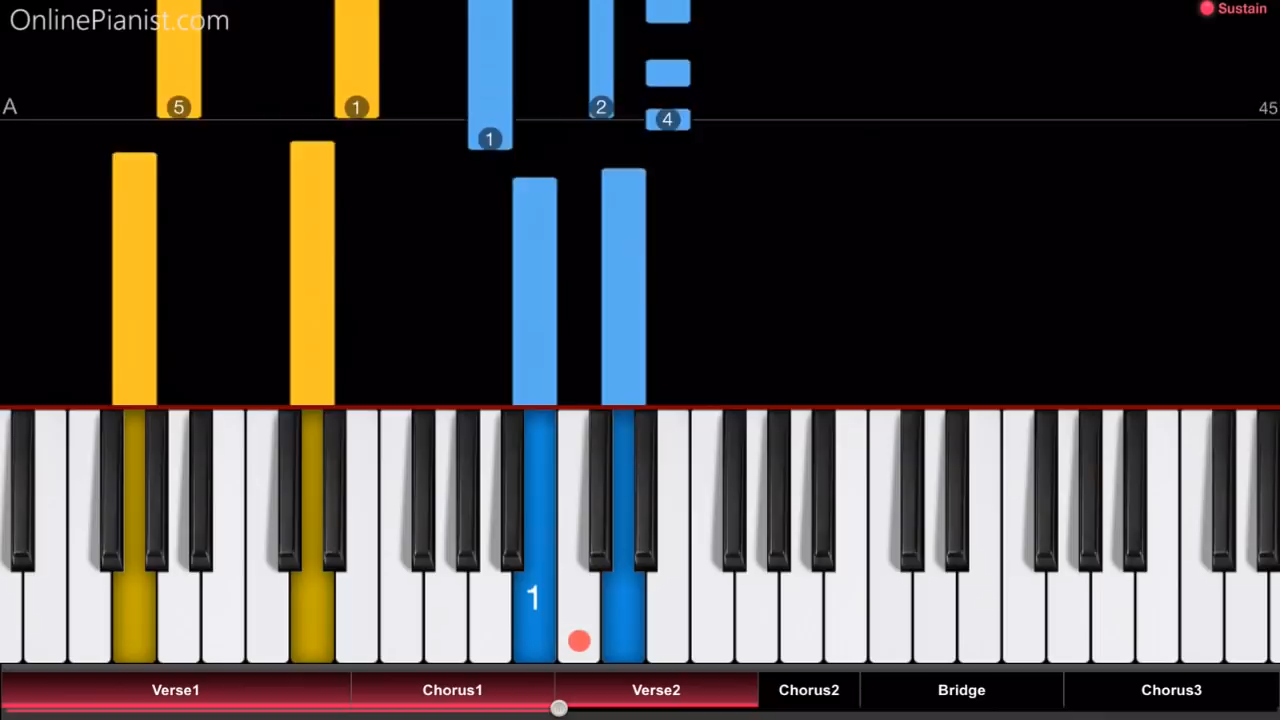 OnlinePianist.com
Sustain
5
1
2
A
4
45
1
1
Verse1
Chorus1
Verse2
Chorus2
Bridge
Chorus3